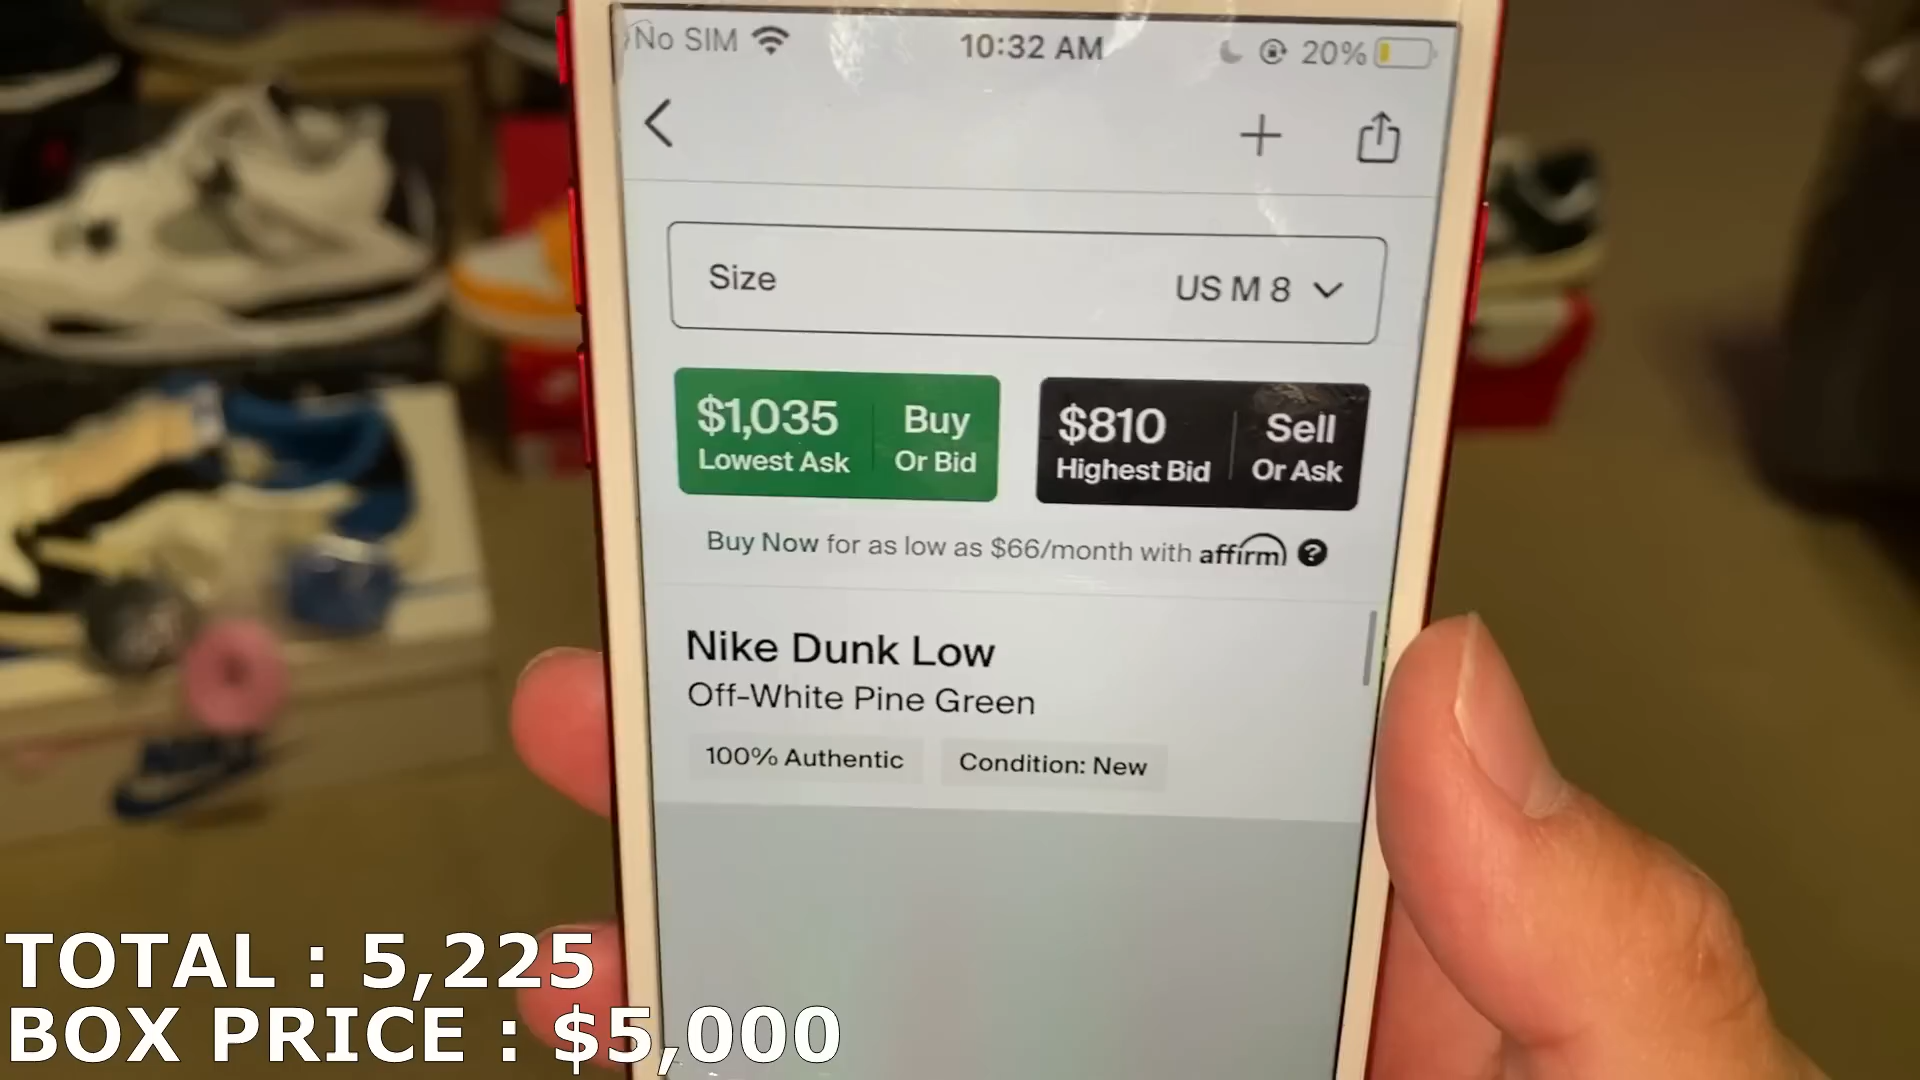 No SIM 10:32 AM 20%
Size US M 8
$1,035 Buy $810 Sell
Lowest Ask Or Bid Highest Bid Or Ask
Buy Now for as low as $66/month with affirm ?
Nike Dunk Low
Off-White Pine Green
100% Authentic Condition: New
TOTAL : 5,225
BOX PRICE : $5,000